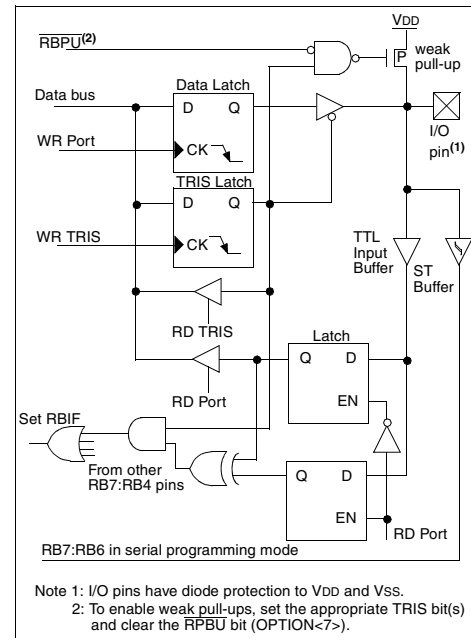 VDD
RBPU(2)
weak
pull-up
P
Data Latch
Data bus
D Q
I/O
pin(1)
WR Port
CK
TRIS Latch
D Q
WR TRIS
CK
TTL
Input
Buffer
ST
Buffer
RD TRIS
Latch
Q D
RD Port
EN
Set RBIF
From other
RB7:RB4 pins
Q D
EN
RD Port
RB7:RB6 in serial programming mode
Note 1: I/O pins have diode protection to VDD and VSS.
2: To enable weak pull-ups, set the appropriate TRIS bit(s)
and clear the RPBU bit (OPTION<7>).